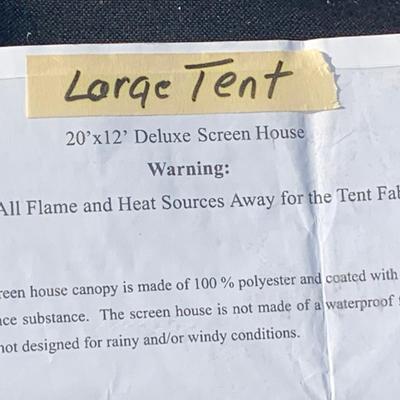 Large Tent
20'x12' Deluxe Screen House
Warning:
All Flame and Heat Sources Away for the Tent Fab
reen house canopy is made of 100 % polyester and coated with
nce substance. The screen house is not made of a waterproof
not designed for rainy and/or windy conditions.